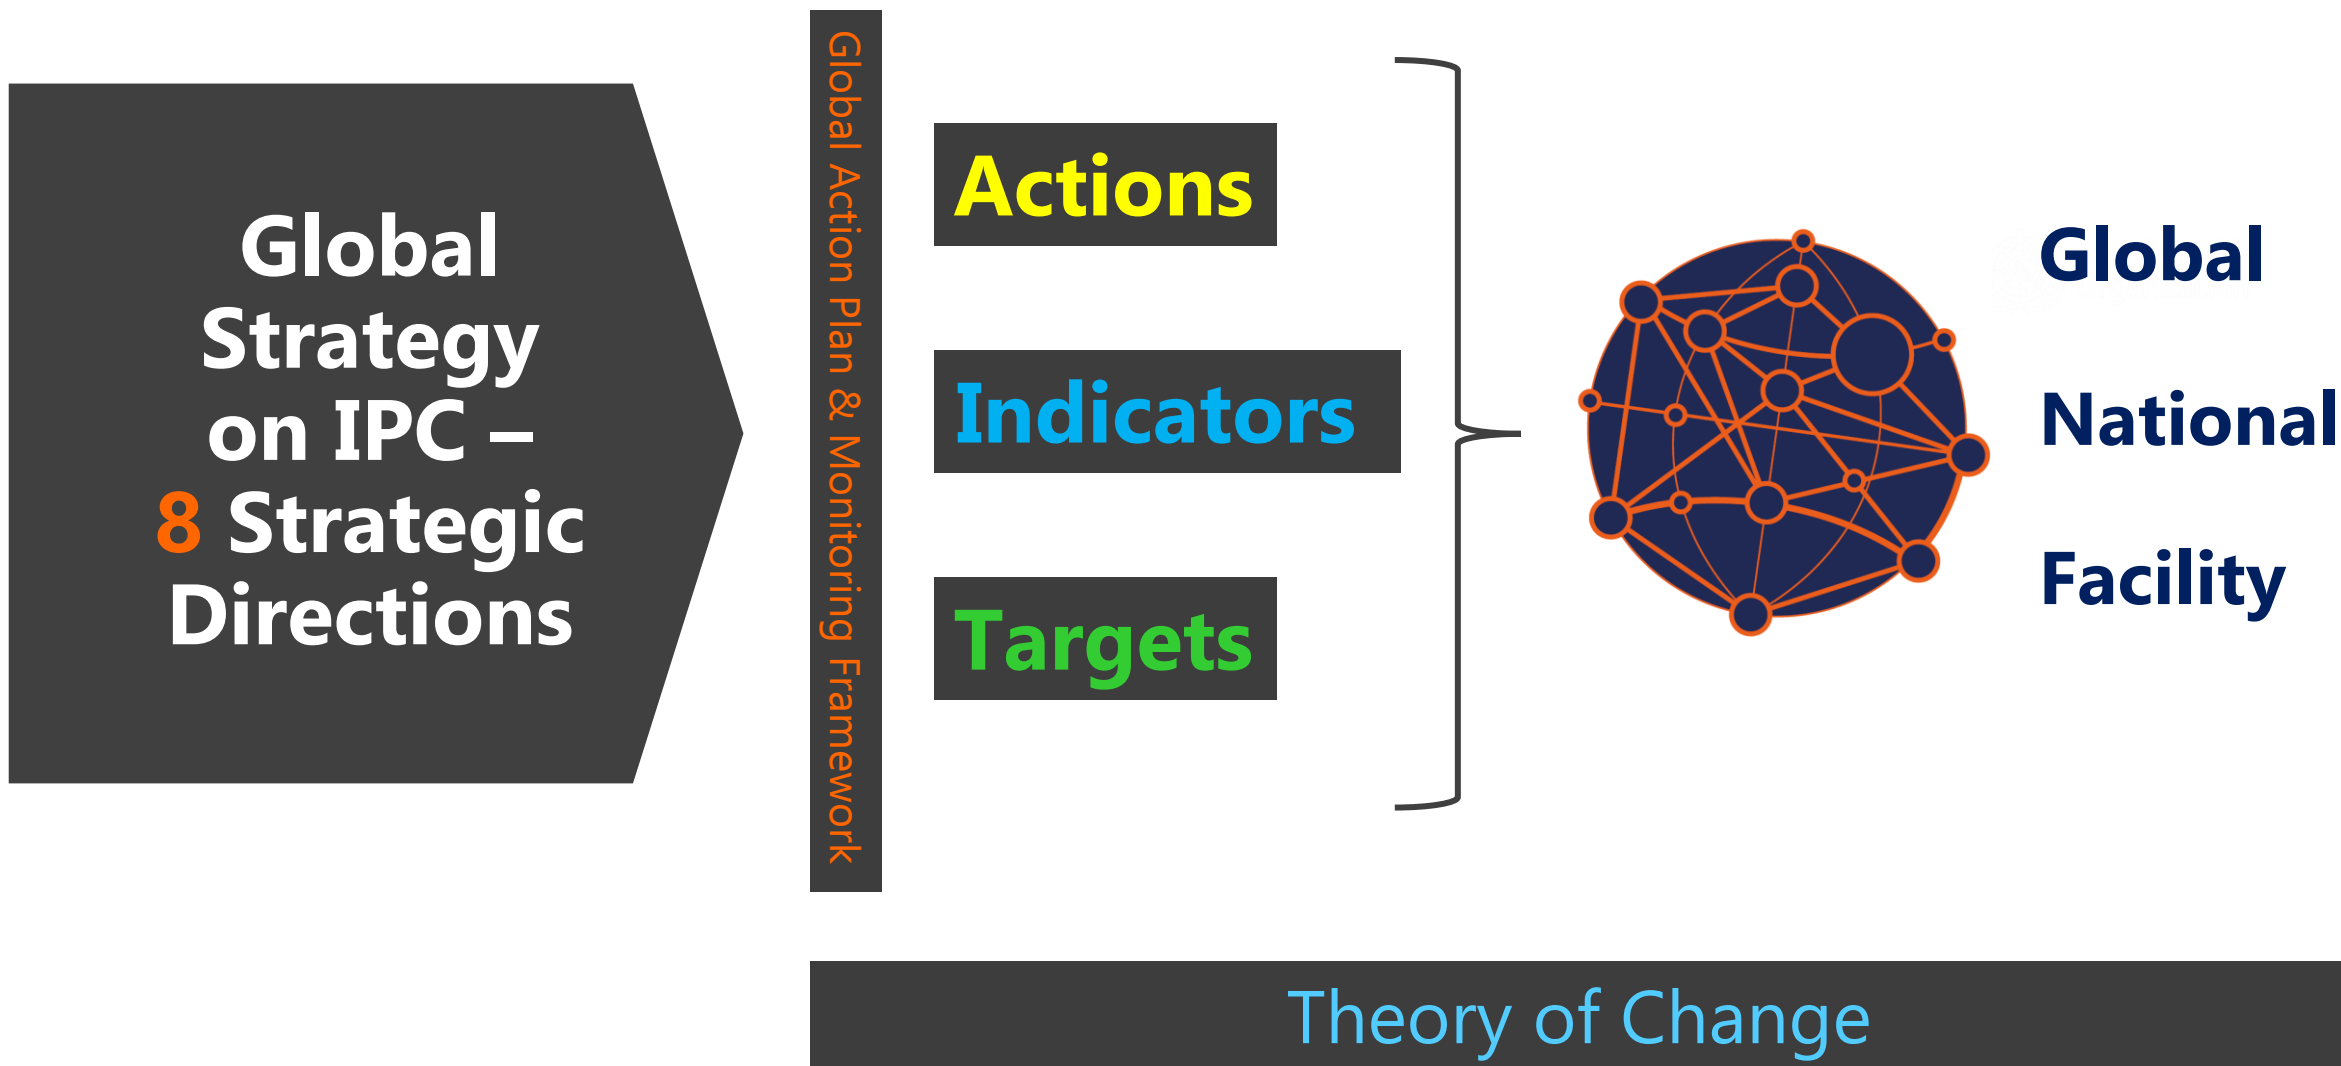 Global
Strategy
on IPC –
8 Strategic
Directions
Global Action Plan & Monitoring Framework
Actions
Indicators
Targets
Global
National
Facility
Theory of Change